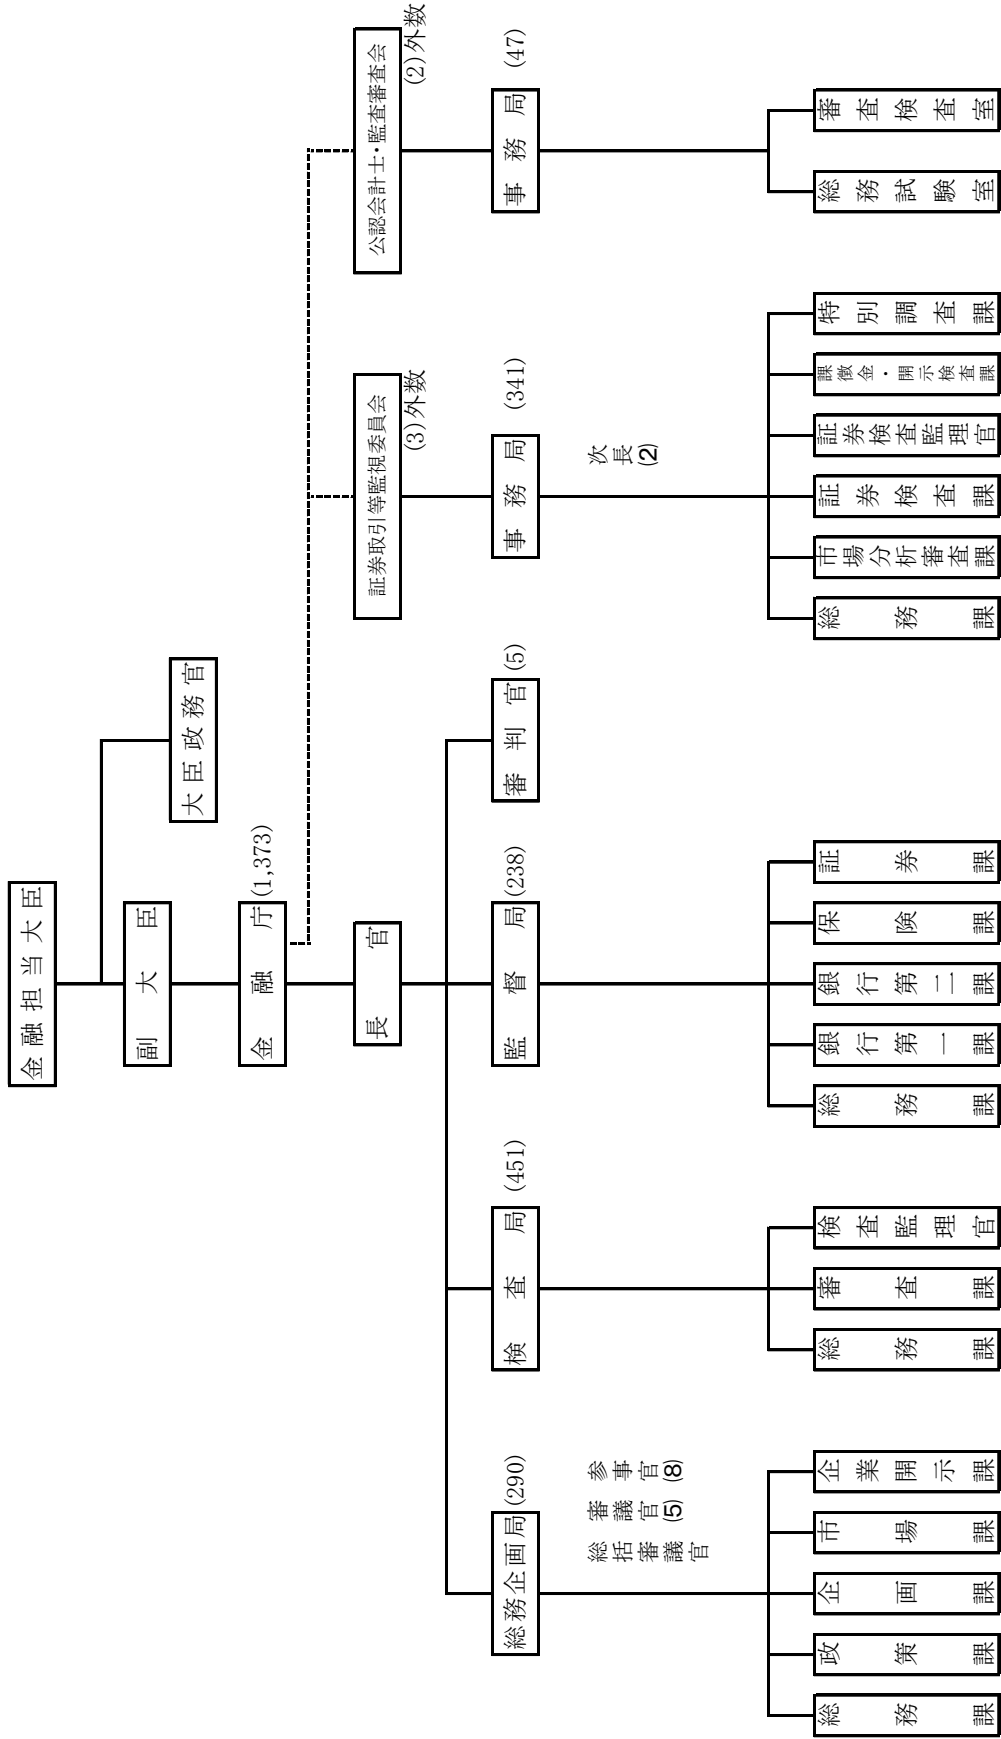 金融担当大臣
副大臣
大臣政務官
金融庁 (1,373)
長官
総務企画局 (290)
検査局 (451)
監督局 (238)
審判官 (5)
証券取引等監視委員会
(3)外数
公認会計士・監査審査会
(2)外数
事務局 (341)
事務局 (47)
総括審議官
審議官(5)
参事官(8)
次長(2)
総務課
政策課
企画課
市場課
企業開示課
総務課
審査課
検査監理官
総務課
銀行第一課
銀行第二課
保険課
証券課
総務課
市場分析審査課
証券検査課
証券検査監理官
課徴金・開示検査課
特別調査課
総務試験室
審査検査室